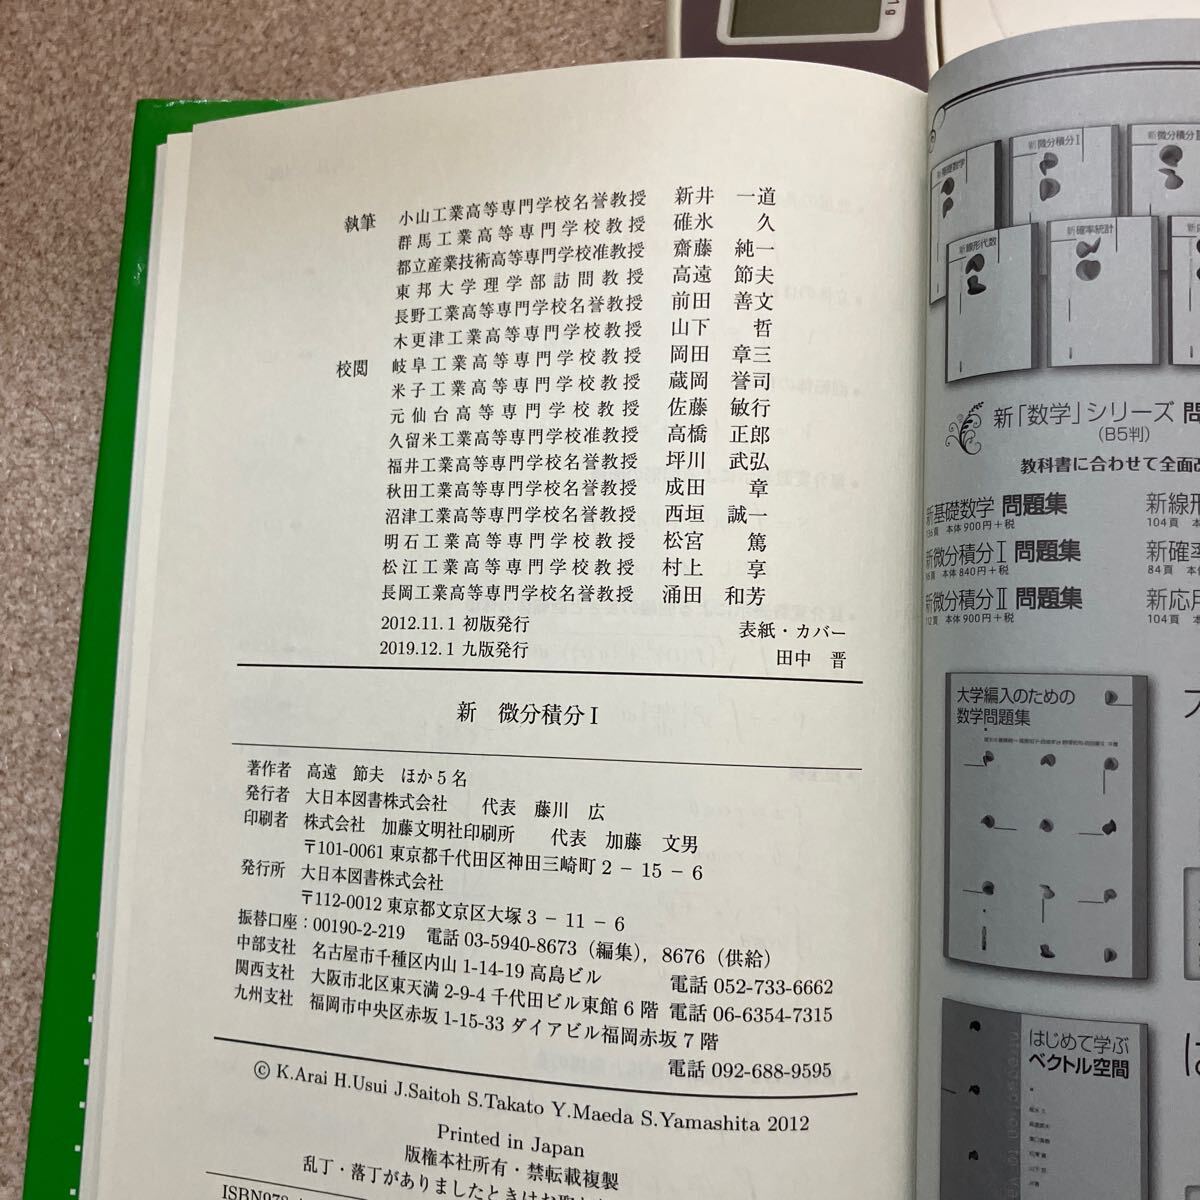 執筆 小山工業高等専門学校名誉教授 新井 一道
群馬工業高等専門学校教授 碓氷 久
都立産業技術高等専門学校准教授 齋藤 純一
東邦大学理学部訪問教授 高遠 節夫
長野工業高等専門学校名誉教授 前田 善文
木更津工業高等専門学校教授 山下 哲
校閲 岐阜工業高等専門学校教授 岡田 章三
米子工業高等専門学校教授 蔵岡 誉司
元仙台高等専門学校教授 佐藤 敏行
久留米工業高等専門学校准教授 高橋 正郎
福井工業高等専門学校名誉教授 坪川 武弘
秋田工業高等専門学校名誉教授 成田 章
沼津工業高等専門学校名誉教授 西垣 誠一
明石工業高等専門学校教授 松宮 篤
松江工業高等専門学校教授 村上 享
長岡工業高等専門学校名誉教授 涌田 和芳
2012.11.1 初版発行 表紙・カバー
2019.12.1 九版発行 田中 晋
新 微分積分I
著作者 高遠 節夫 ほか5名
発行者 大日本図書株式会社 代表 藤川 広
印刷者 株式会社 加藤文明社印刷所 代表 加藤 文男
〒101-0061 東京都千代田区神田三崎町 2 - 15 - 6
発行所 大日本図書株式会社
〒112-0012 東京都文京区大塚 3 - 11 - 6
振替口座:00190-2-219 電話 03-5940-8673 (編集), 8676 (供給)
中部支社 名古屋市千種区内山 1-14-19 高島ビル 電話 052-733-6662
関西支社 大阪市北区東天満 2-9-4 千代田ビル東館 6 階 電話 06-6354-7315
九州支社 福岡市中央区赤坂 1-15-33 ダイアビル福岡赤坂 7 階
電話 092-688-9595
© K.Arai H.Usui J.Saitoh S.Takato Y.Maeda S.Yamashita 2012
Printed in Japan
版権本社所有・禁転載複製
乱丁・落丁がありましたときはお
ISBN978
1g
新基礎数学
新微分積分I
新微分積分II
新線形代数
新確率統計
新「数学」シリーズ 問
(B5判)
教科書に合わせて全面改
新基礎数学 問題集
本体 900円+税
新微分積分I 問題集
本体 840円+税
新微分積分II 問題集
本体 900円+税
新線形
104頁 本
新確率
84頁 本
新応用
104頁 本
大学編入のための
数学問題集
はじめて学ぶ
ベクトル空間